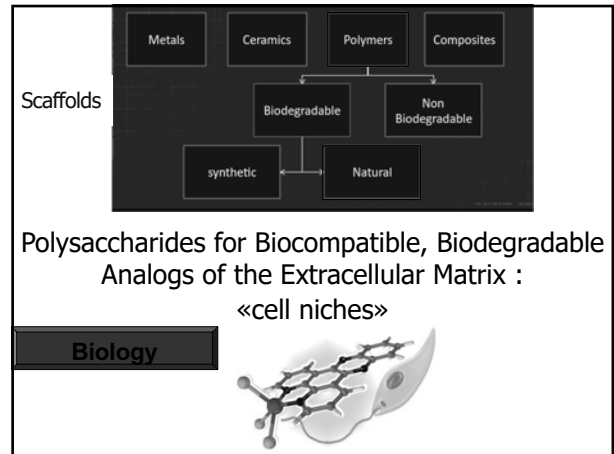 Metals Ceramics Polymers Composites
Scaffolds
Biodegradable
Non
Biodegradable
synthetic Natural
Polysaccharides for Biocompatible, Biodegradable
Analogs of the Extracellular Matrix :
«cell niches»
Biology